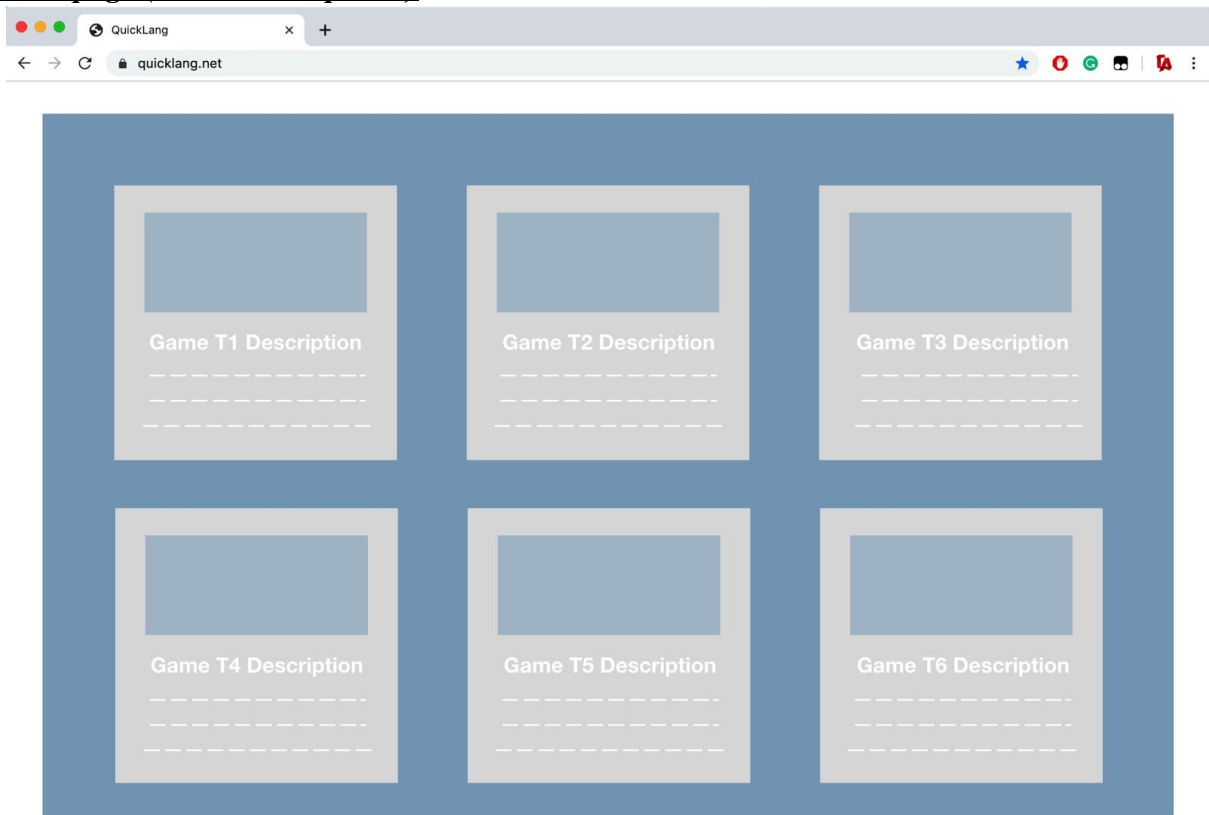 QuickLang
quicklang.net
Game T1 Description
Game T2 Description
Game T3 Description
Game T4 Description
Game T5 Description
Game T6 Description